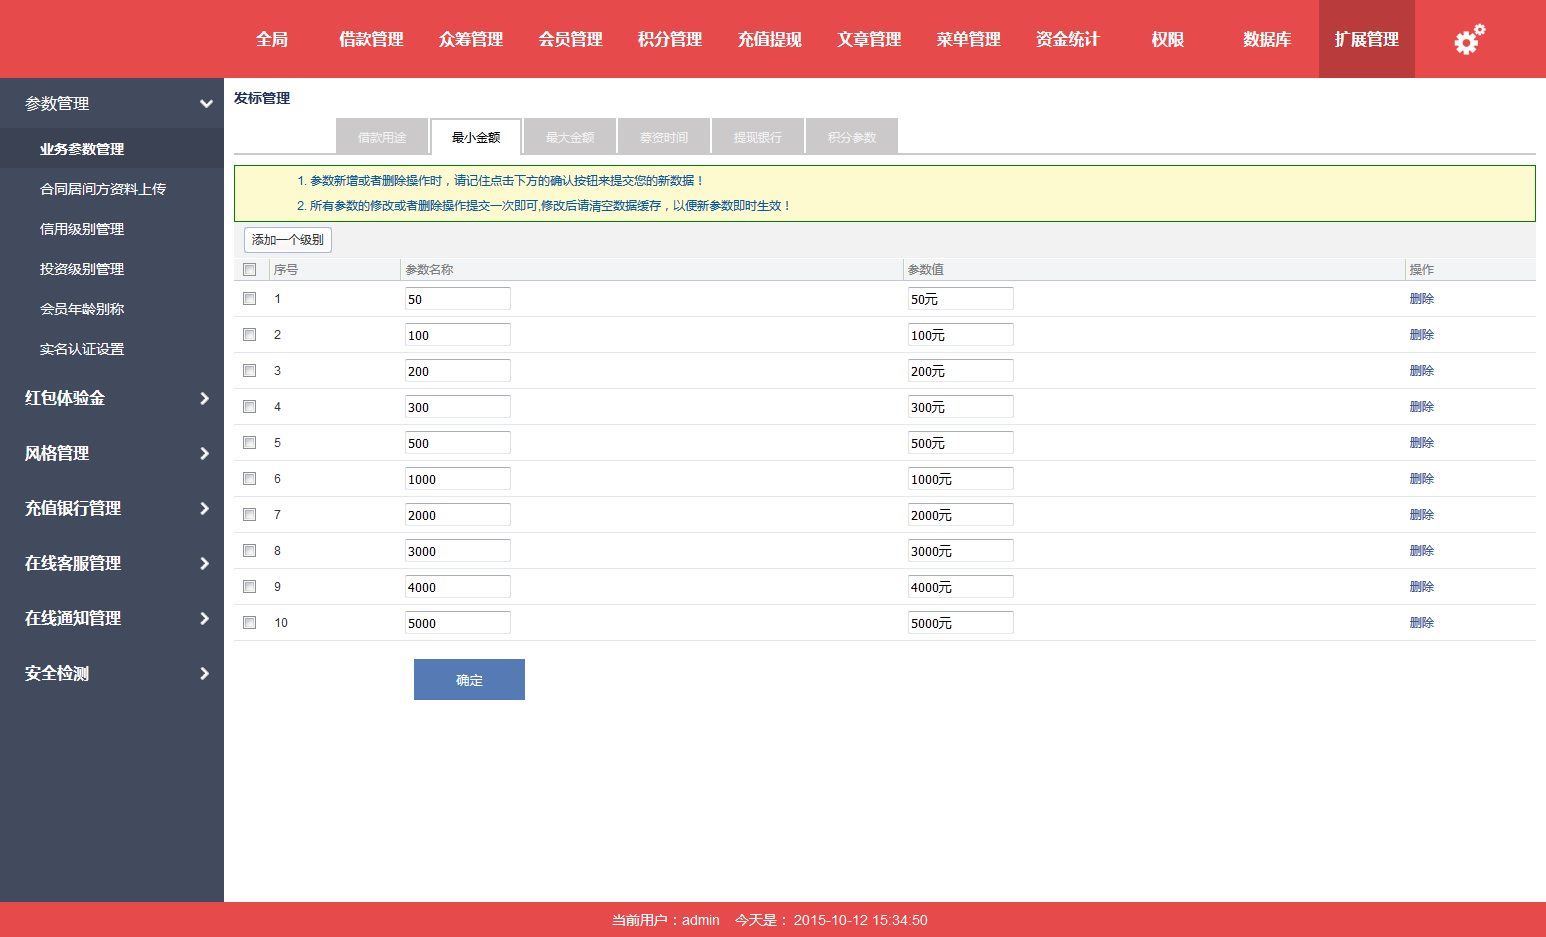 全局 借款管理 众筹管理 会员管理 积分管理 充值提现 文章管理 菜单管理 资金统计 权限 数据库 扩展管理
参数管理
业务参数管理
合同居间方资料上传
信用级别管理
投资级别管理
会员年龄别称
实名认证设置
红包体验金
风格管理
充值银行管理
在线客服管理
在线通知管理
安全检测
发标管理
借款用途 最小金额 最大金额 募资时间 提现银行 积分参数
1. 参数新增或者删除操作时，请记住点击下方的确认按钮来提交您的新数据！
2. 所有参数的修改或者删除操作提交一次即可,修改后请清空数据缓存，以便新参数即时生效！
添加一个级别
序号 参数名称 参数值 操作
1 50 50元 删除
2 100 100元 删除
3 200 200元 删除
4 300 300元 删除
5 500 500元 删除
6 1000 1000元 删除
7 2000 2000元 删除
8 3000 3000元 删除
9 4000 4000元 删除
10 5000 5000元 删除
确定
当前用户：admin 今天是： 2015-10-12 15:34:50